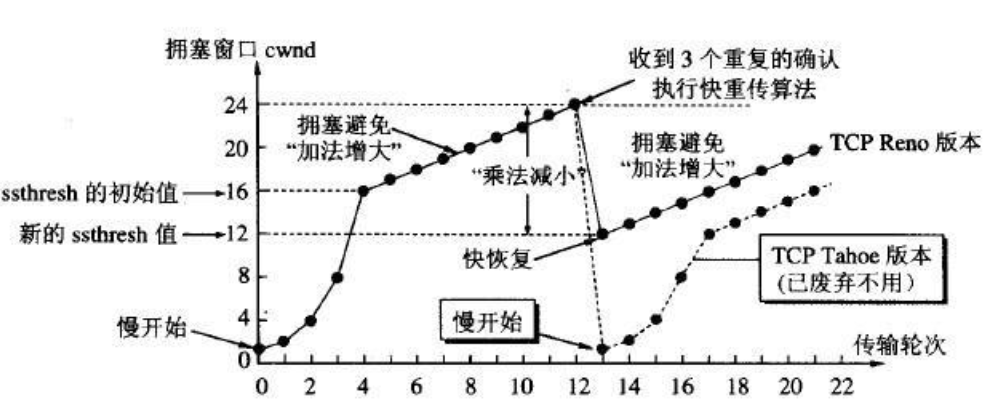 拥塞窗口 cwnd
收到 3 个重复的确认
执行快重传算法
24
拥塞避免
“加法增大”
20
拥塞避免
“加法增大”
TCP Reno 版本
“乘法减小”
ssthresh 的初始值
16
新的 ssthresh 值
12
快恢复
TCP Tahoe 版本
(已废弃不用）
8
4
慢开始
慢开始
0
传输轮次
0 2 4 6 8 10 12 14 16 18 20 22